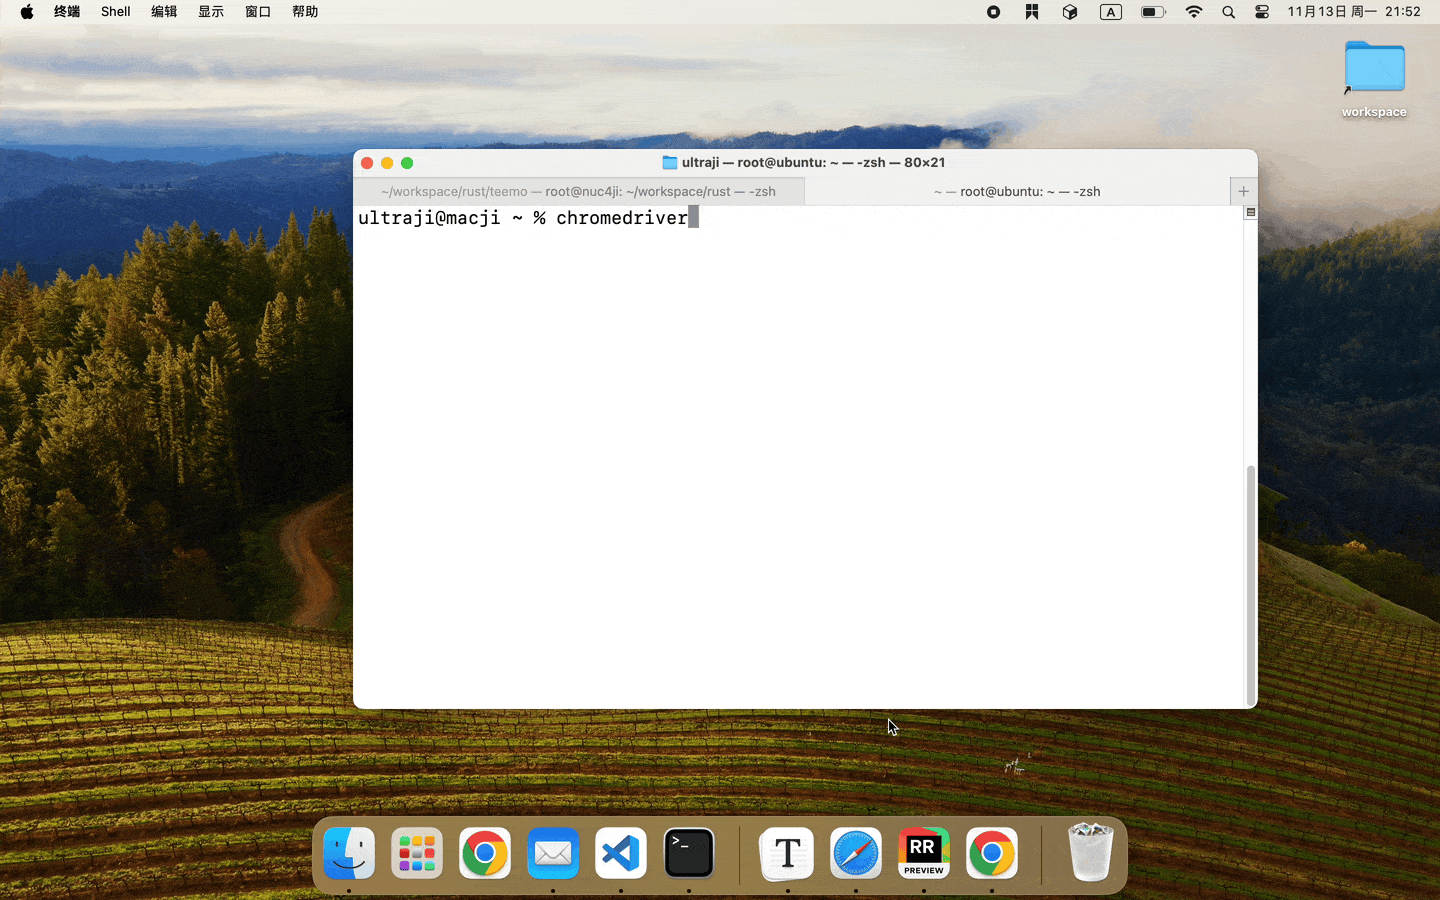 终端 Shell 编辑 显示 窗口 帮助 A 11月13日 周一 21:52
workspace
ultraji — root@ubuntu: ~ — -zsh — 80×21
~/workspace/rust/teemo — root@nuc4ji: ~/workspace/rust — -zsh
~ — root@ubuntu: ~ — -zsh
ultraji@macji ~ % chromedriver
>_
T
RR
PREVIEW